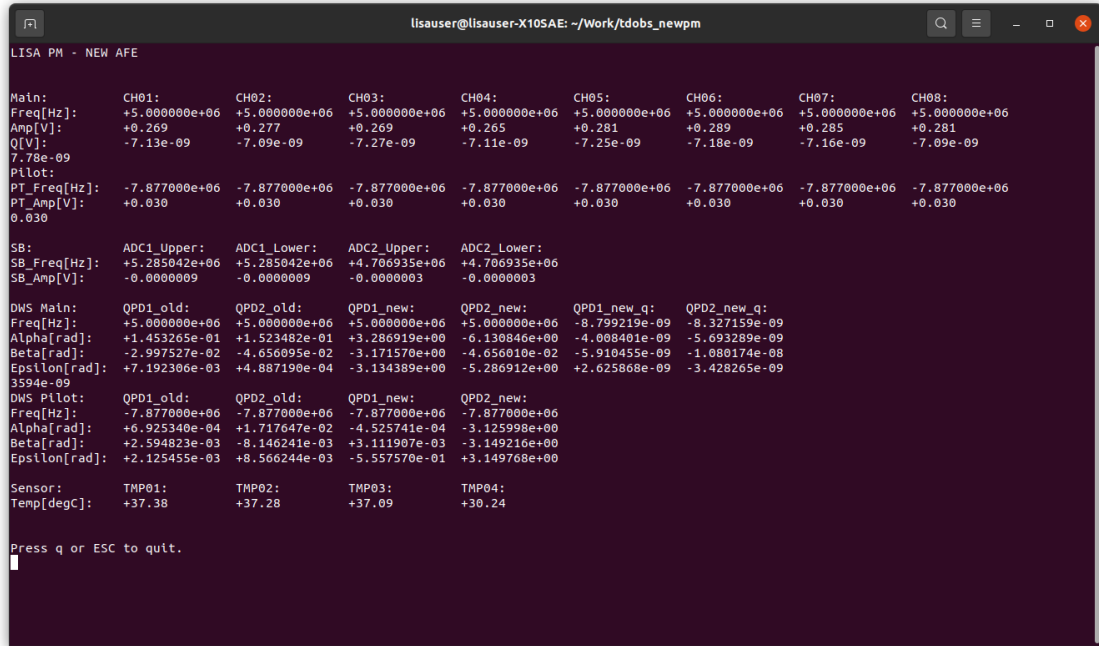 lisauser@lisauser-X10SAE: ~/Work/tdobs_newpm
LISA PM - NEW AFE
Main: CH01: CH02: CH03: CH04: CH05: CH06: CH07: CH08:
Freq[Hz]: +5.000000e+06 +5.000000e+06 +5.000000e+06 +5.000000e+06 +5.000000e+06 +5.000000e+06 +5.000000e+06 +5.000000e+06
Amp[V]: +0.269 +0.277 +0.269 +0.265 +0.281 +0.289 +0.285 +0.281
Q[V]: -7.13e-09 -7.09e-09 -7.27e-09 -7.11e-09 -7.25e-09 -7.18e-09 -7.16e-09 -7.09e-09
7.78e-09
Pilot:
PT_Freq[Hz]: -7.877000e+06 -7.877000e+06 -7.877000e+06 -7.877000e+06 -7.877000e+06 -7.877000e+06 -7.877000e+06 -7.877000e+06
PT_Amp[V]: +0.030 +0.030 +0.030 +0.030 +0.030 +0.030 +0.030 +0.030
0.030
SB: ADC1_Upper: ADC1_Lower: ADC2_Upper: ADC2_Lower:
SB_Freq[Hz]: +5.285042e+06 +5.285042e+06 +4.706935e+06 +4.706935e+06
SB_Amp[V]: -0.0000009 -0.0000009 -0.0000003 -0.0000003
DWS Main: QPD1_old: QPD2_old: QPD1_new: QPD2_new: QPD1_new_q: QPD2_new_q:
Freq[Hz]: +5.000000e+06 +5.000000e+06 +5.000000e+06 +5.000000e+06 -8.799219e-09 -8.327159e-09
Alpha[rad]: +1.453265e-01 +1.523482e-01 +3.286919e+00 -6.130846e+00 -4.008401e-09 -5.693289e-09
Beta[rad]: -2.997527e-02 -4.656095e-02 -3.171570e+00 -4.656010e-02 -5.910455e-09 -1.080174e-08
Epsilon[rad]: +7.192306e-03 +4.887190e-04 -3.134389e+00 -5.286912e+00 +2.625868e-09 -3.428265e-09
3594e-09
DWS Pilot: QPD1_old: QPD2_old: QPD1_new: QPD2_new:
Freq[Hz]: -7.877000e+06 -7.877000e+06 -7.877000e+06 -7.877000e+06
Alpha[rad]: +6.925340e-04 +1.717647e-02 -4.525741e-04 -3.125998e+00
Beta[rad]: +2.594823e-03 -8.146241e-03 +3.111907e-03 -3.149216e+00
Epsilon[rad]: +2.125455e-03 +8.566244e-03 -5.557570e-01 +3.149768e+00
Sensor: TMP01: TMP02: TMP03: TMP04:
Temp[degC]: +37.38 +37.28 +37.09 +30.24
Press q or ESC to quit.